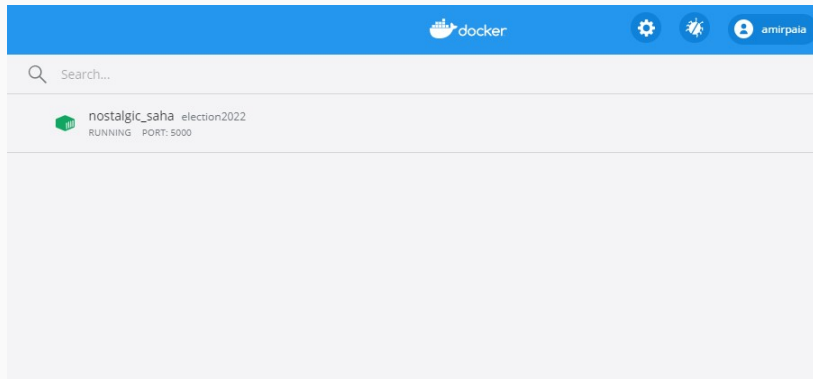 docker
amirpaia
Search...
nostalgic_saha election2022
RUNNING PORT: 5000